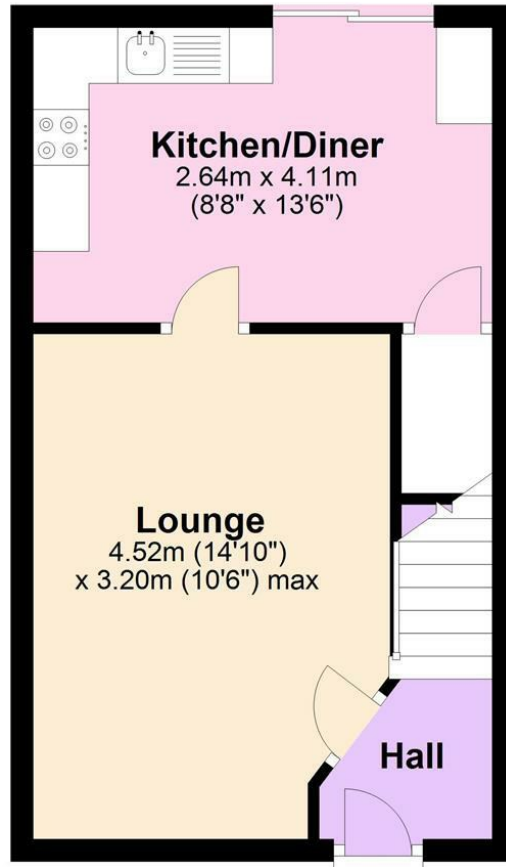 Kitchen/Diner
2.64m x 4.11m
(8'8" x 13'6")
Lounge
4.52m (14'10")
x 3.20m (10'6") max
Hall